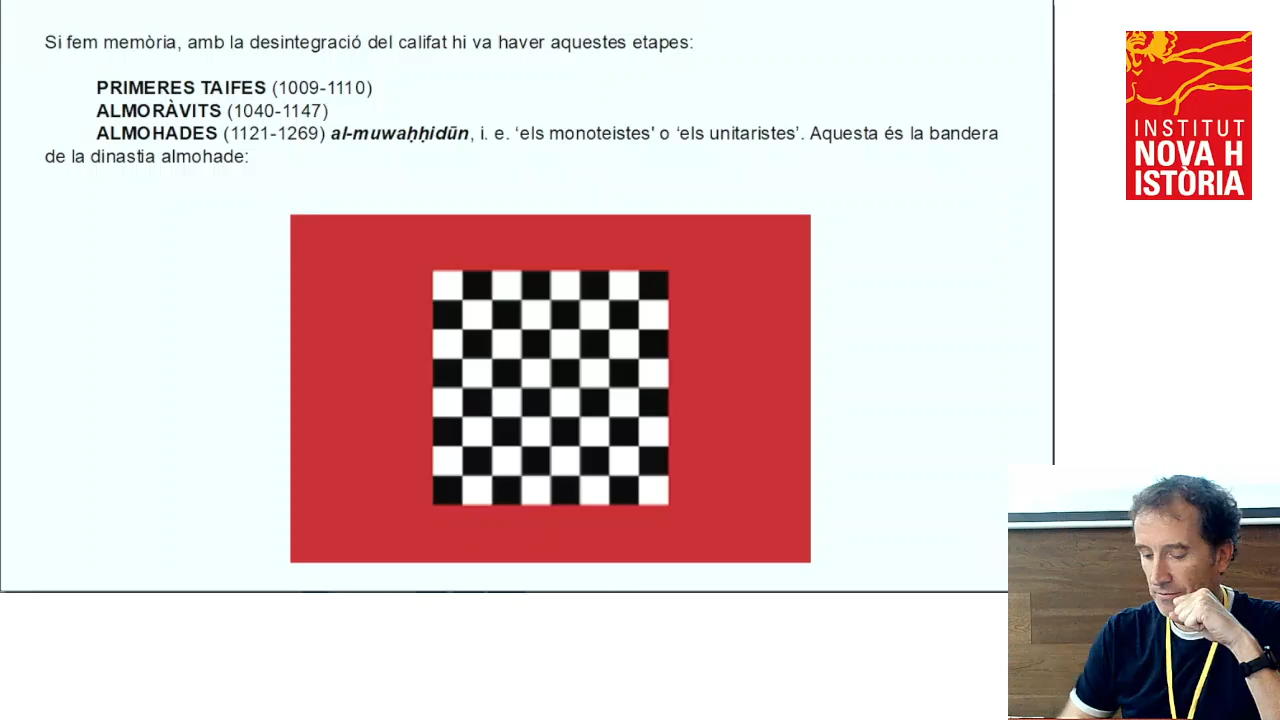 Si fem memòria, amb la desintegració del califat hi va haver aquestes etapes:
PRIMERES TAIFES (1009-1110)
ALMORÀVITS (1040-1147)
ALMOHADES (1121-1269) al-muwaḥḥidūn, i. e. ‘els monoteistes' o ‘els unitaristes’. Aquesta és la bandera
de la dinastia almohade:
INSTITUT
NOVA H
ISTÒRIA